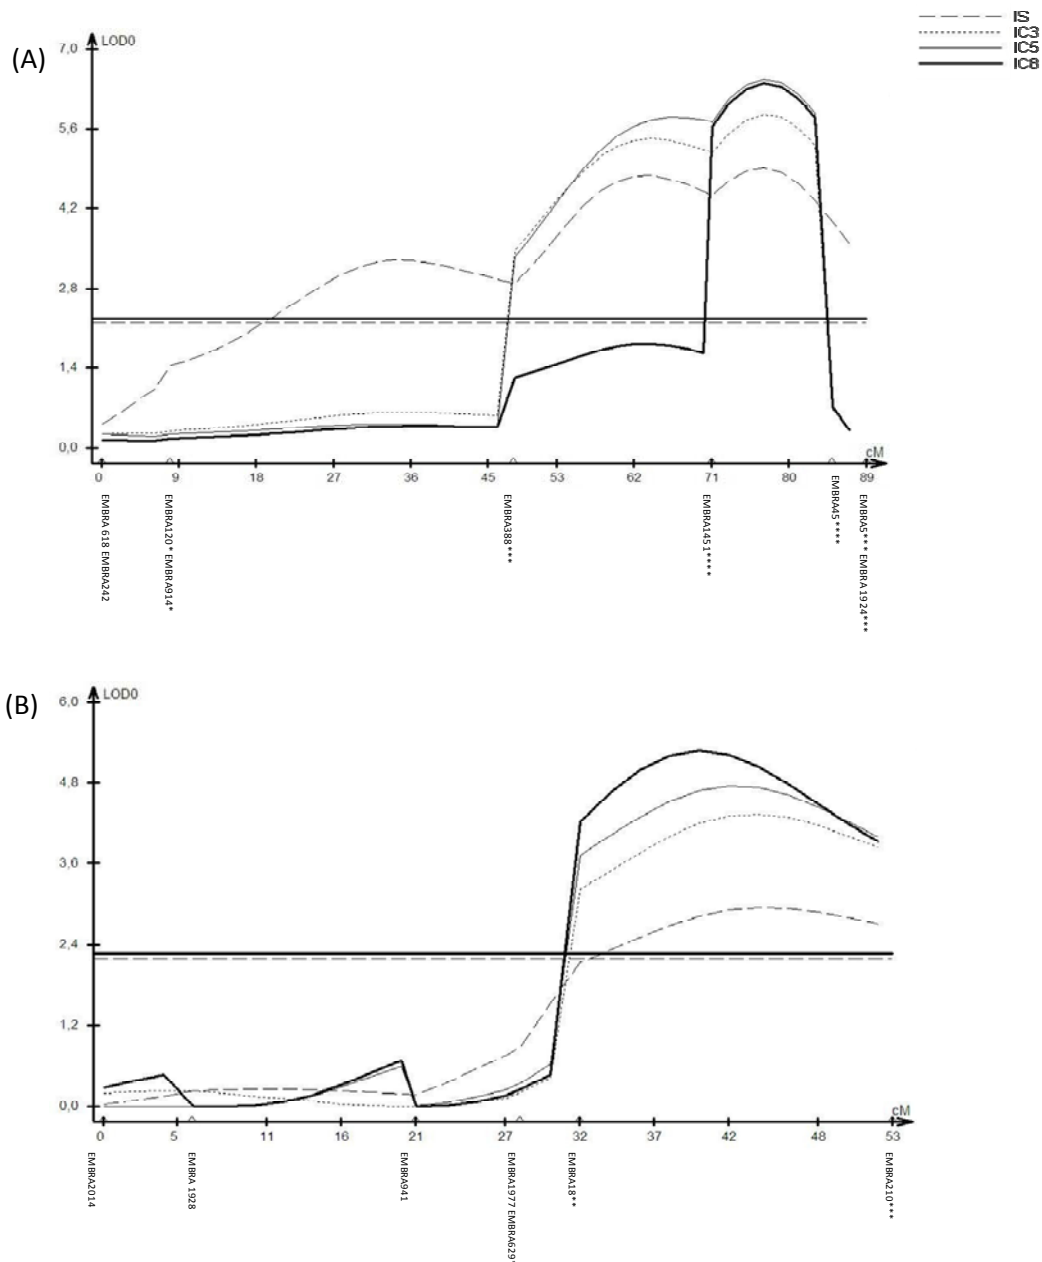 IS
IC3
IC5
IC8
(A)
LOD0
7,0
5,6
4,2
2,8
1,4
0,0
cM
0 9 18 27 36 45 53 62 71 80 89
EMBRA 618 EMBRA242
EMBRA120* EMBRA914*
EMBRA388***
EMBRA1451****
EMBRA45****
EMBRA5*** EMBRA1924***
(B)
LOD0
6,0
4,8
3,6
2,4
1,2
0,0
cM
0 5 11 16 21 27 32 37 42 48 53
EMBRA2014
EMBRA 1928
EMBRA941
EMBRA1977 EMBRA629*
EMBRA18**
EMBRA210***